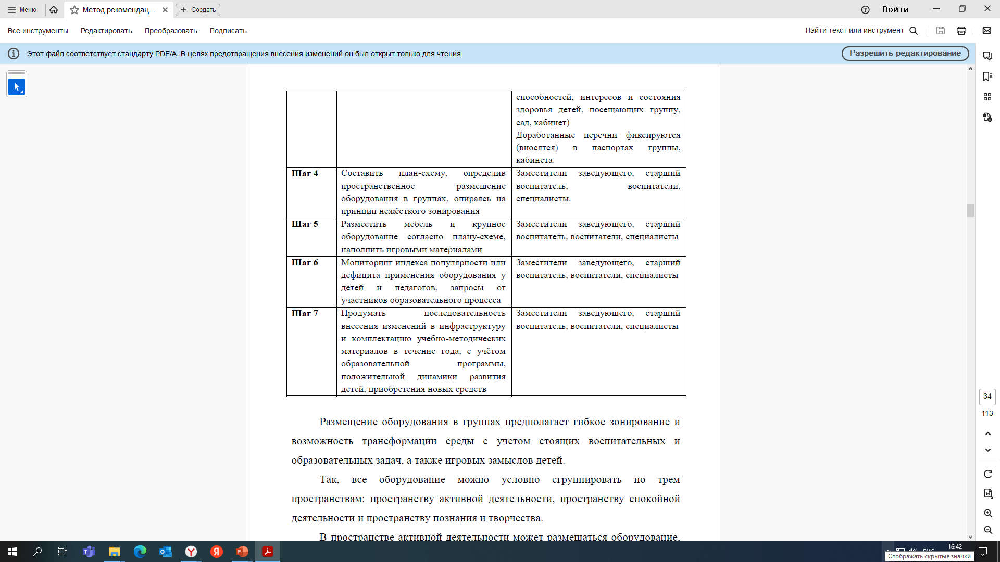 Меню
Метод рекомендац...
Создать
Войти
Все инструменты
Редактировать
Преобразовать
Подписать
Найти текст или инструмент
Этот файл соответствует стандарту PDF/A. В целях предотвращения внесения изменений он был открыт только для чтения.
Разрешить редактирование
способностей, интересов и состояния
здоровья детей, посещающих группу,
сад, кабинет)
Доработанные перечни фиксируются
(вносятся) в паспортах группы,
кабинета.
Шаг 4
Составить план-схему, определив
пространственное размещение
оборудования в группах, опираясь на
принцип нежёсткого зонирования
Заместители заведующего, старший
воспитатель, воспитатели,
специалисты.
Шаг 5
Разместить мебель и крупное
оборудование согласно плану-схеме,
наполнить игровыми материалами
Заместители заведующего, старший
воспитатель, воспитатели, специалисты
Шаг 6
Мониторинг индекса популярности или
дефицита применения оборудования у
детей и педагогов, запросы от
участников образовательного процесса
Заместители заведующего, старший
воспитатель, воспитатели, специалисты
Шаг 7
Продумать последовательность
внесения изменений в инфраструктуру
и комплектацию учебно-методических
материалов в течение года, с учётом
образовательной программы,
положительной динамики развития
детей, приобретения новых средств
Заместители заведующего, старший
воспитатель, воспитатели, специалисты
Размещение оборудования в группах предполагает гибкое зонирование и
возможность трансформации среды с учетом стоящих воспитательных и
образовательных задач, а также игровых замыслов детей.
Так, все оборудование можно условно сгруппировать по трем
пространствам: пространству активной деятельности, пространству спокойной
деятельности и пространству познания и творчества.
В пространстве активной деятельности может размещаться оборудование,
34
113
16:42
РУС
Отображать скрытые значки